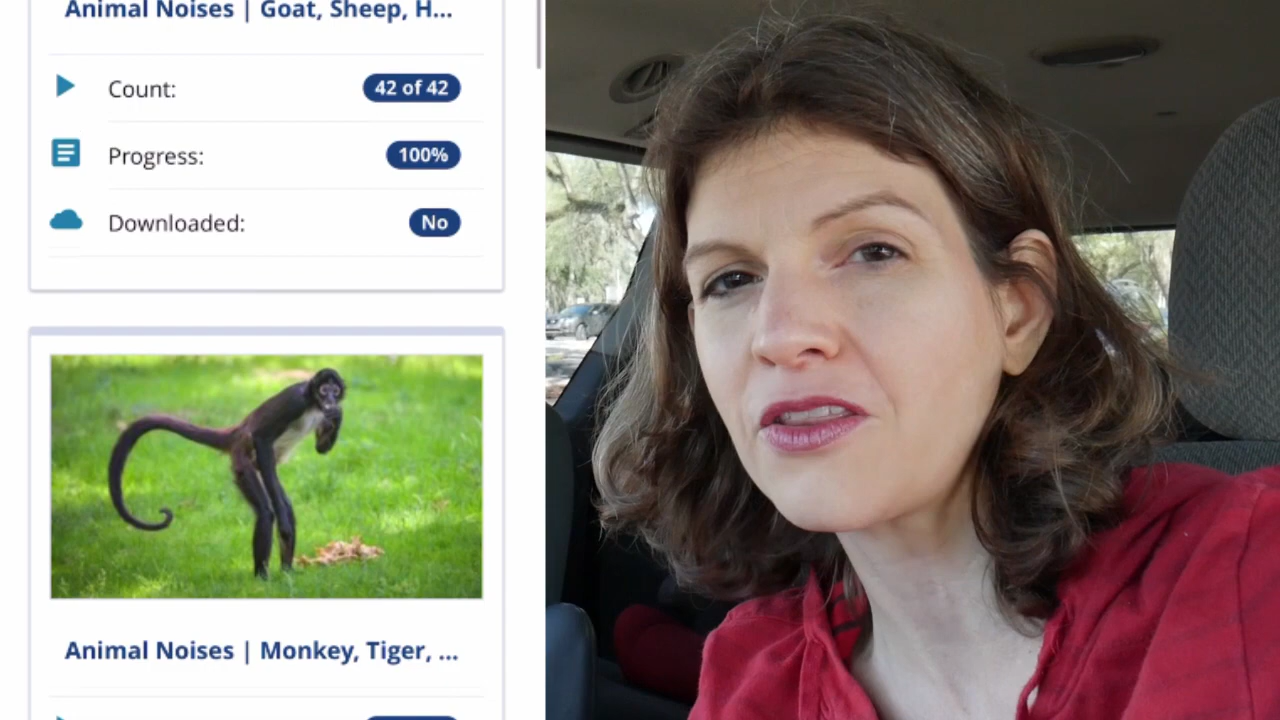 Animal Noises | Goat, Sheep, H...
Count: 42 of 42
Progress: 100%
Downloaded: No
Animal Noises | Monkey, Tiger, ...